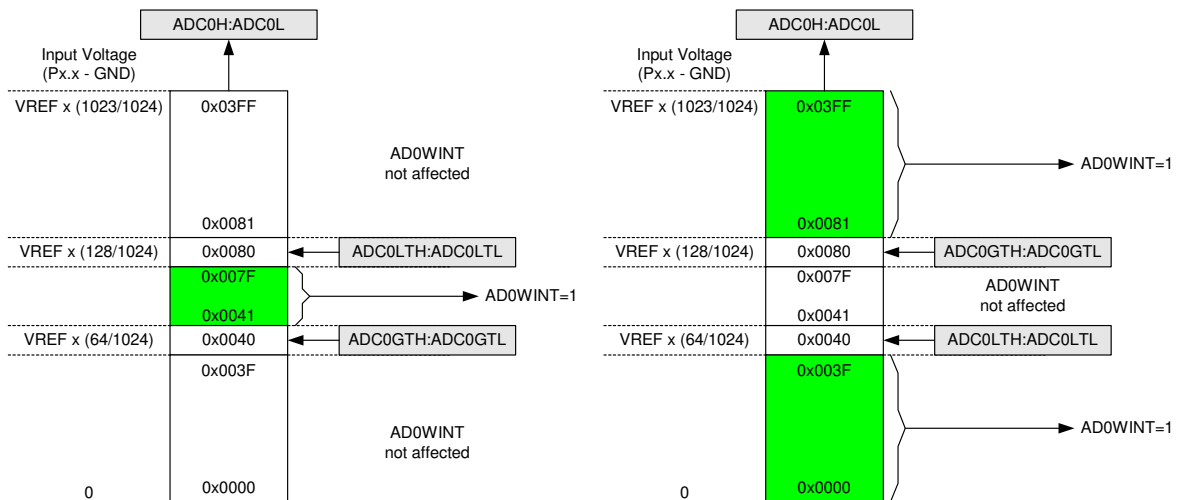 ADC0H:ADC0L
Input Voltage
(Px.x - GND)
VREF x (1023/1024)
0x03FF
AD0WINT
not affected
0x0081
VREF x (128/1024)
0x0080
ADC0LTH:ADC0LTL
0x007F
AD0WINT=1
0x0041
VREF x (64/1024)
0x0040
ADC0GTH:ADC0GTL
0x003F
AD0WINT
not affected
0
0x0000
ADC0H:ADC0L
Input Voltage
(Px.x - GND)
VREF x (1023/1024)
0x03FF
AD0WINT=1
0x0081
VREF x (128/1024)
0x0080
ADC0GTH:ADC0GTL
0x007F
AD0WINT
not affected
0x0041
VREF x (64/1024)
0x0040
ADC0LTH:ADC0LTL
0x003F
AD0WINT=1
0
0x0000